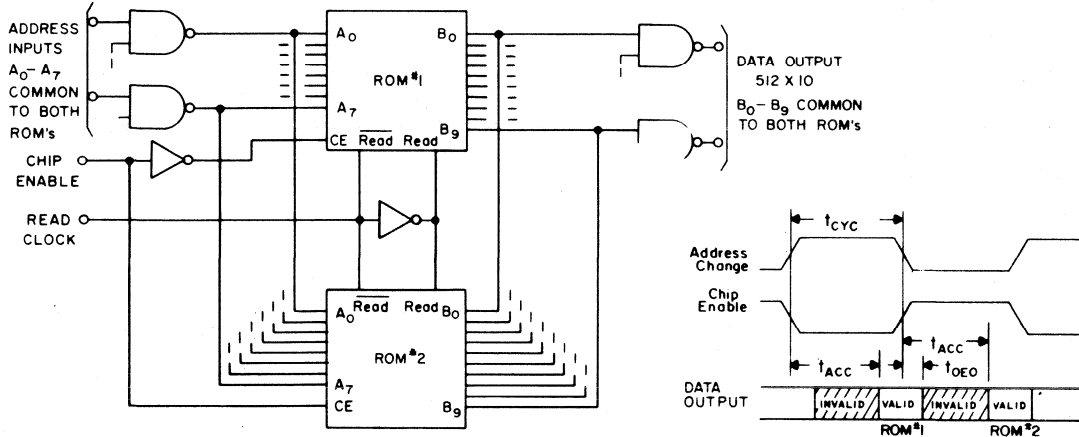 ADDRESS
INPUTS
A0-A7
COMMON
TO BOTH
ROM's
CHIP
ENABLE
READ
CLOCK
A0
B0
ROM#1
A7
B9
CE
Read
Read
Read
Read
A0
B0
ROM#2
A7
CE
B9
DATA OUTPUT
512 X 10
B0-B9 COMMON
TO BOTH ROM's
tCYC
Address
Change
Chip
Enable
tACC
tACC
tOEO
DATA
OUTPUT
INVALID
VALID
INVALID
VALID
ROM#1
ROM#2